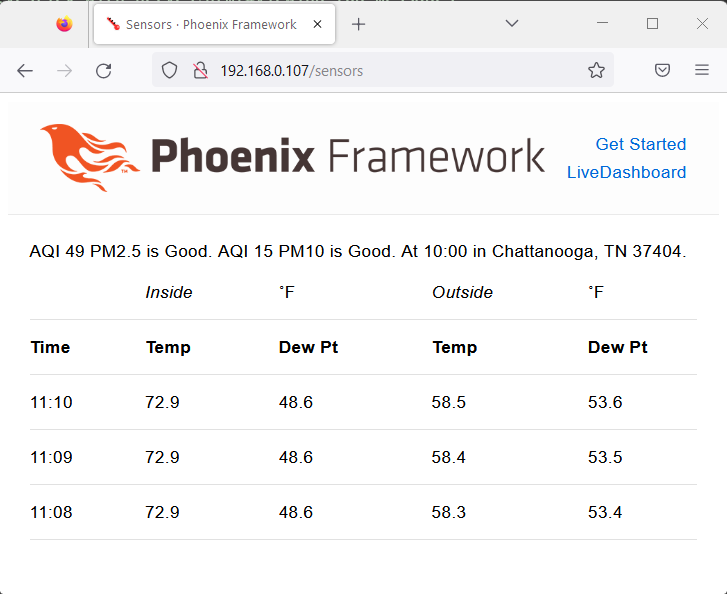 Sensors · Phoenix Framework
192.168.0.107/sensors
Phoenix Framework™
Get Started
LiveDashboard
AQI 49 PM2.5 is Good. AQI 15 PM10 is Good. At 10:00 in Chattanooga, TN 37404.
Inside °F Outside °F
Time Temp Dew Pt Temp Dew Pt
11:10 72.9 48.6 58.5 53.6
11:09 72.9 48.6 58.4 53.5
11:08 72.9 48.6 58.3 53.4